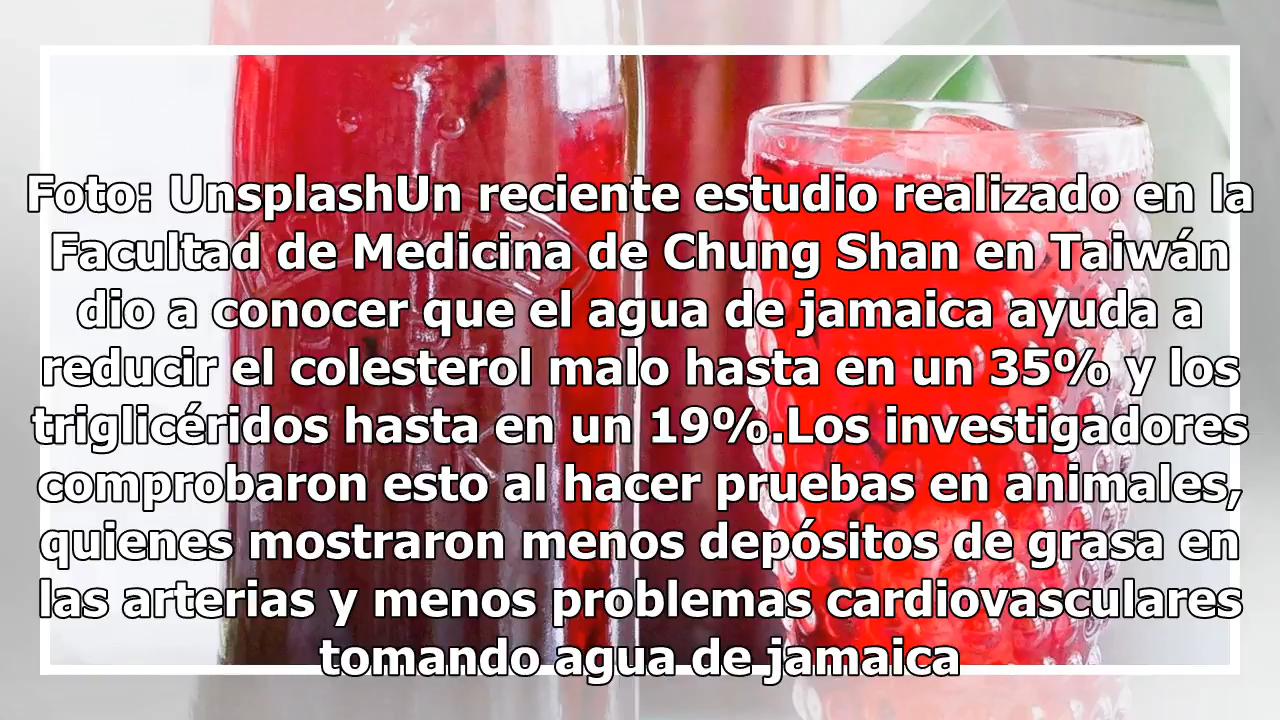 Foto: UnsplashUn reciente estudio realizado en la
Facultad de Medicina de Chung Shan en Taiwán
dio a conocer que el agua de jamaica ayuda a
reducir el colesterol malo hasta en un 35% y los
triglicéridos hasta en un 19%.Los investigadores
comprobaron esto al hacer pruebas en animales,
quienes mostraron menos depósitos de grasa en
las arterias y menos problemas cardiovasculares
tomando agua de jamaica